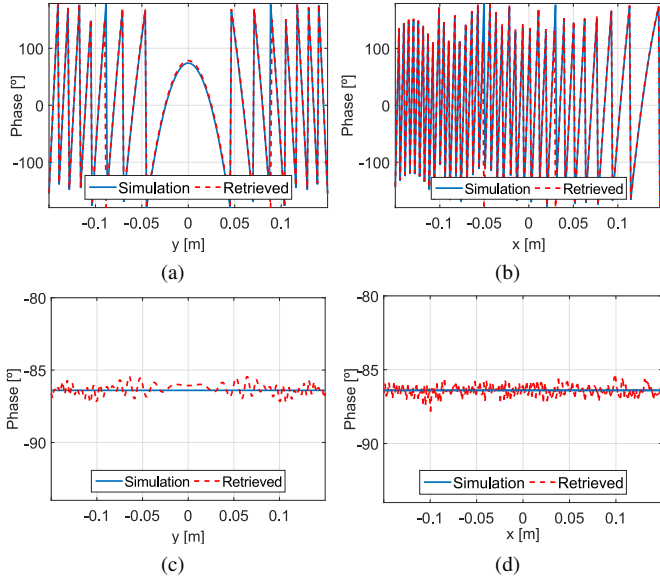 100
0
-100
Phase [º]
Simulation Retrieved
-0.1 -0.05 0 0.05 0.1
y [m]
(a)
100
0
-100
Phase [º]
Simulation Retrieved
-0.1 -0.05 0 0.05 0.1
x [m]
(b)
-80
-85
-90
Phase [º]
Simulation Retrieved
-0.1 -0.05 0 0.05 0.1
y [m]
(c)
-80
-85
-90
Phase [º]
Simulation Retrieved
-0.1 -0.05 0 0.05 0.1
x [m]
(d)